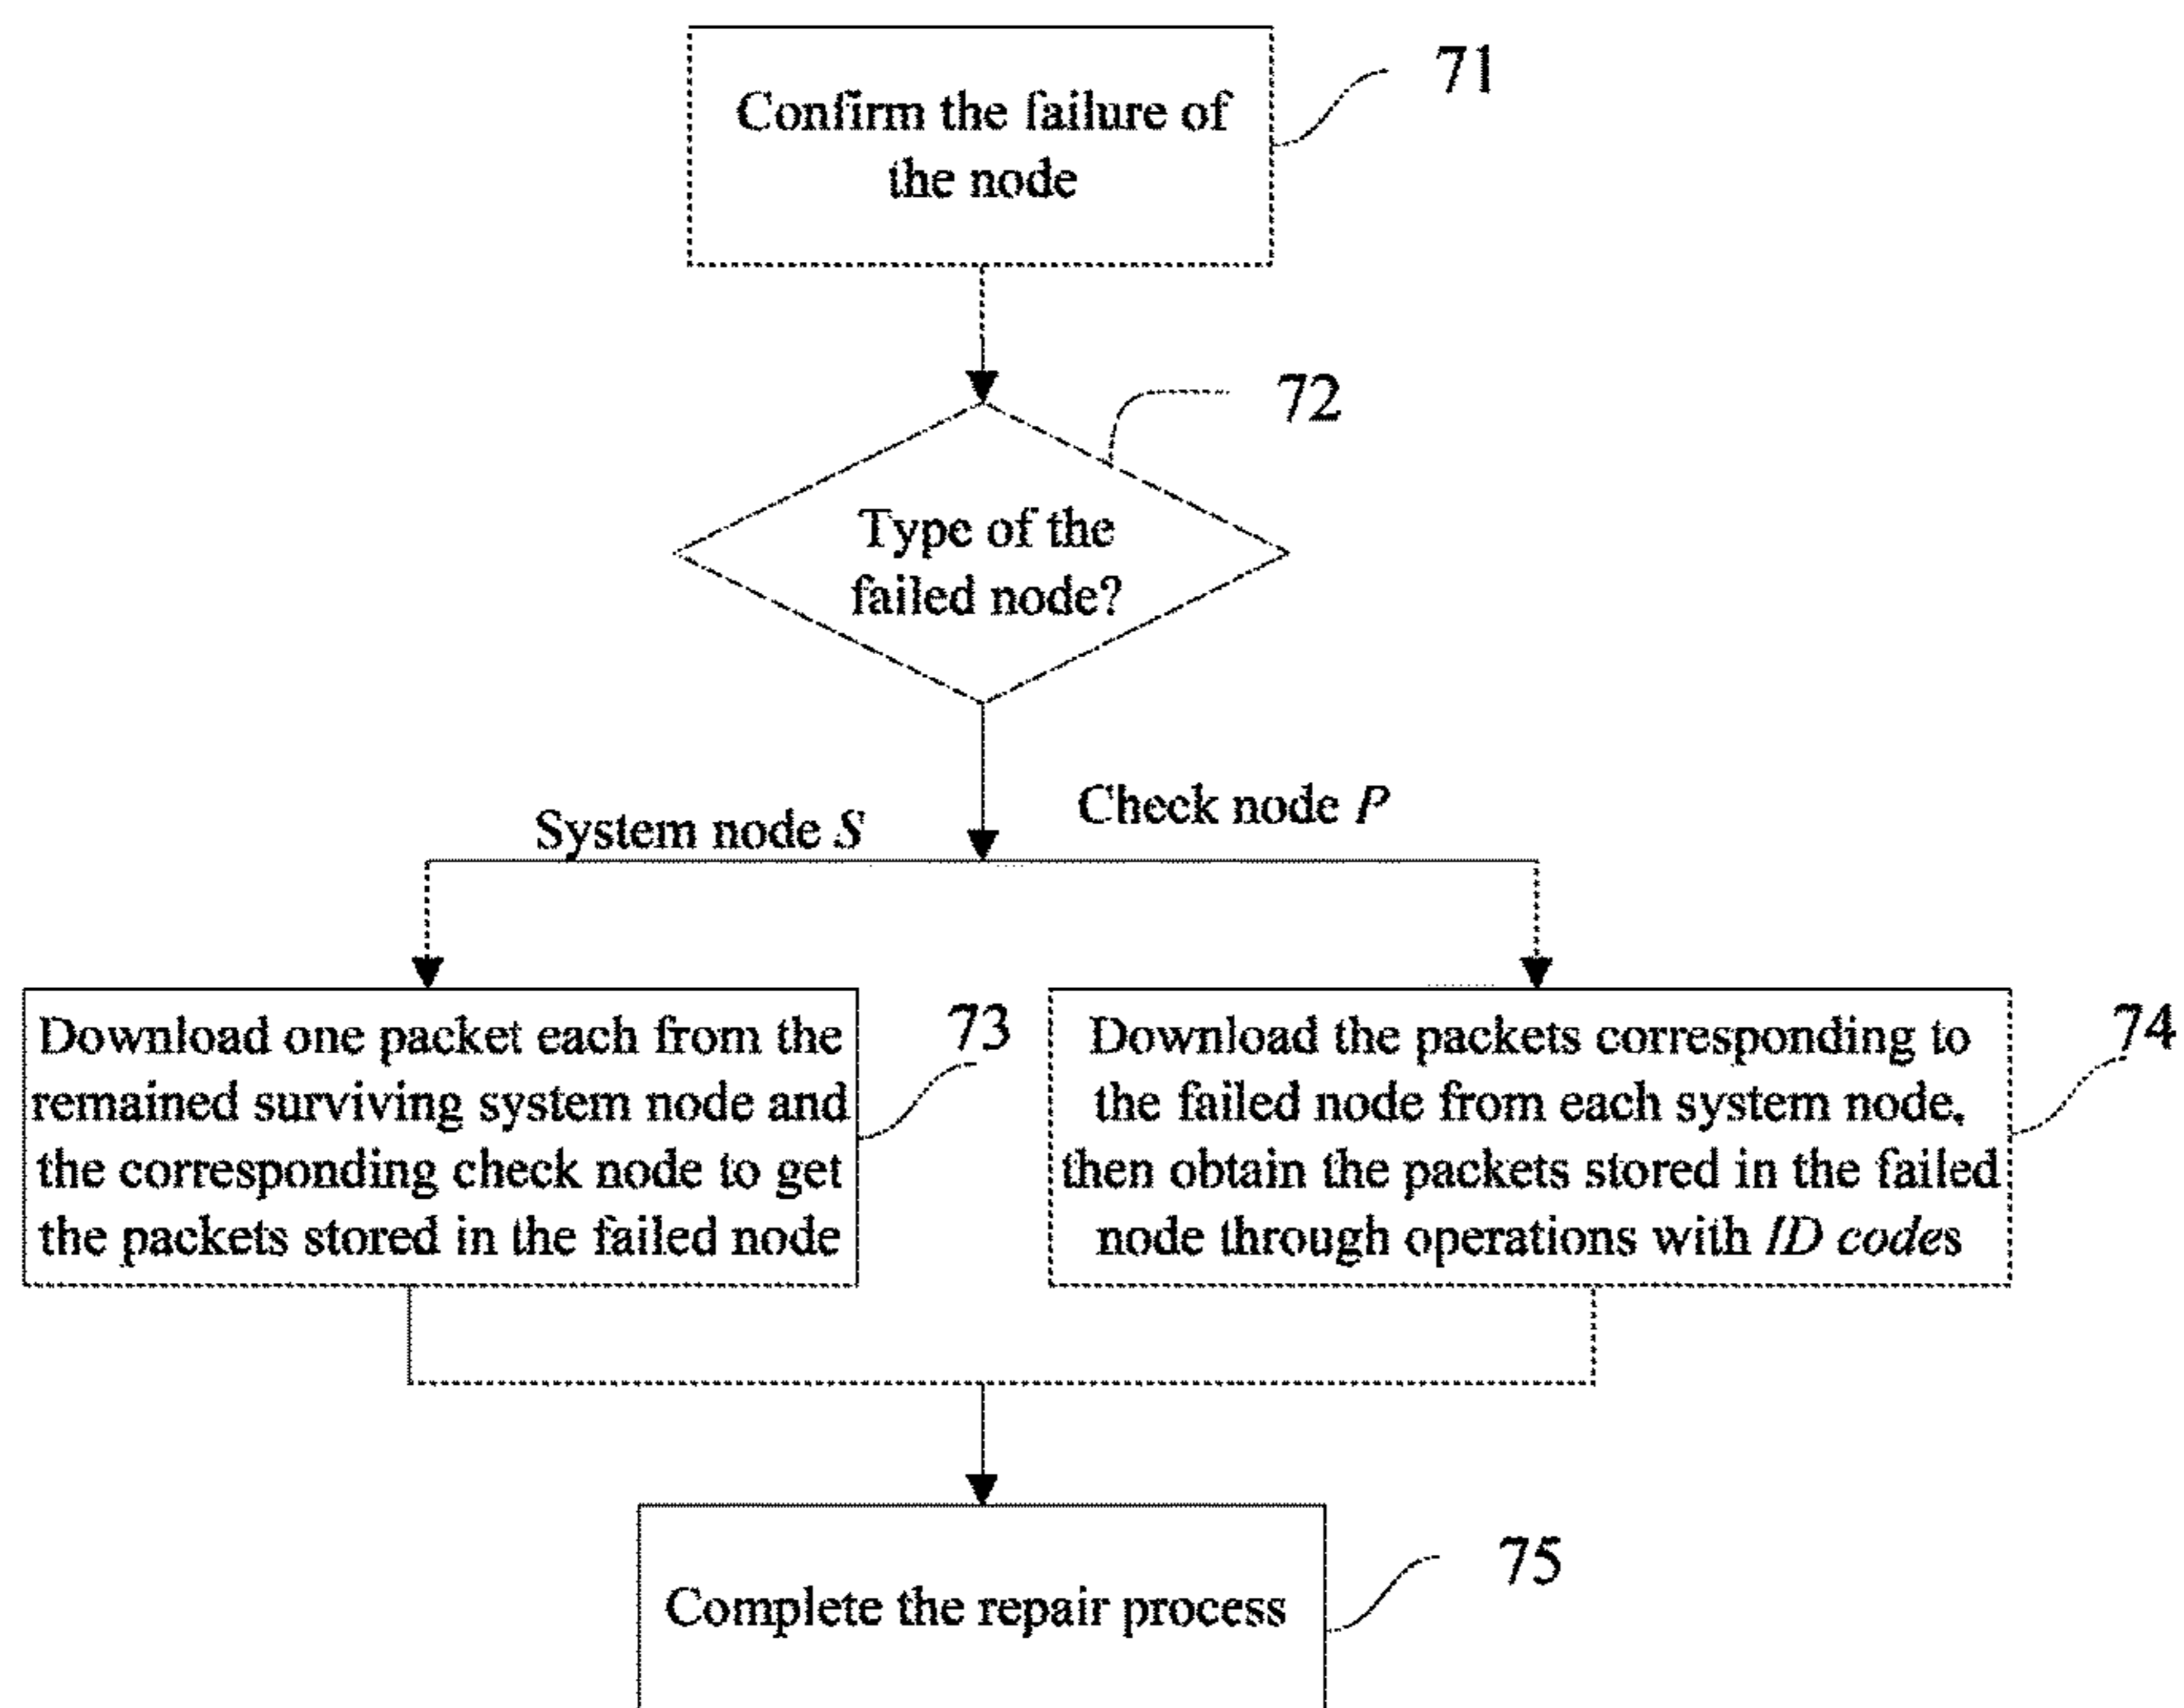 Confirm the failure of
the node
71
72
Type of the
failed node?
System node S
Check node P
Download one packet each from the
remained surviving system node and
the corresponding check node to get
the packets stored in the failed node
73
Download the packets corresponding to
the failed node from each system node,
then obtain the packets stored in the failed
node through operations with ID codes
74
Complete the repair process
75